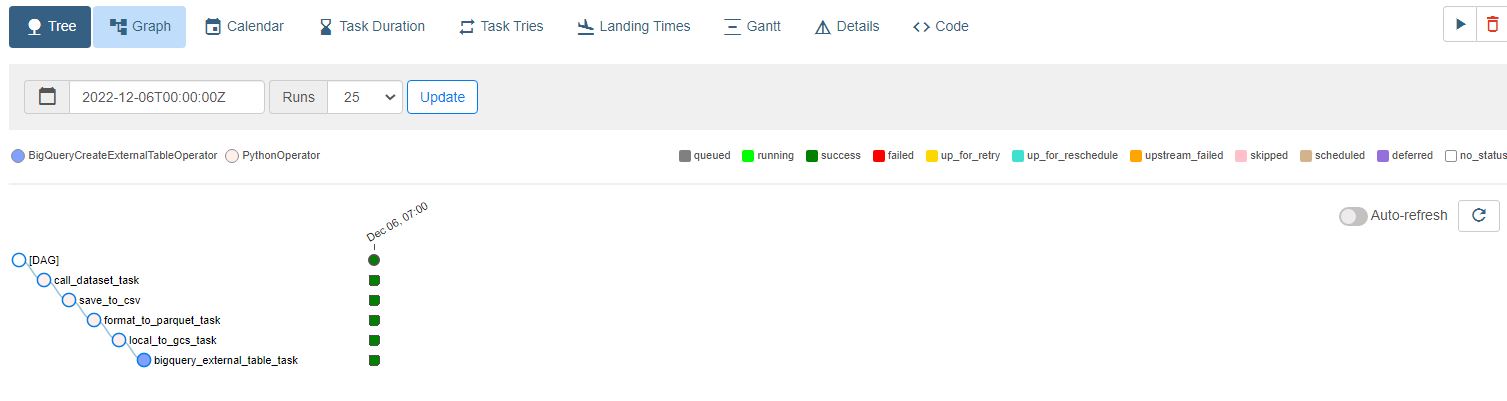 Tree Graph Calendar Task Duration Task Tries Landing Times Gantt Details Code
2022-12-06T00:00:00Z Runs 25 Update
BigQueryCreateExternalTableOperator PythonOperator queued running success failed up_for_retry up_for_reschedule upstream_failed skipped scheduled deferred no_status
Auto-refresh
Dec 06, 07:00
[DAG]
call_dataset_task
save_to_csv
format_to_parquet_task
local_to_gcs_task
bigquery_external_table_task